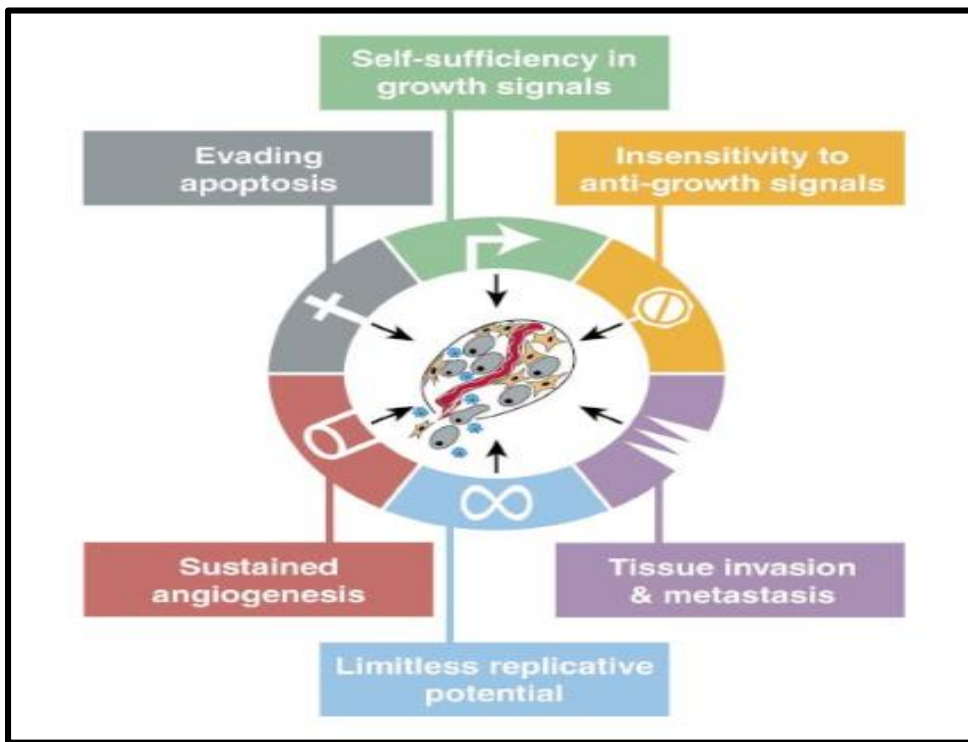 Self-sufficiency in
growth signals
Evading
apoptosis
Insensitivity to
anti-growth signals
Sustained
angiogenesis
Tissue invasion
& metastasis
Limitless replicative
potential